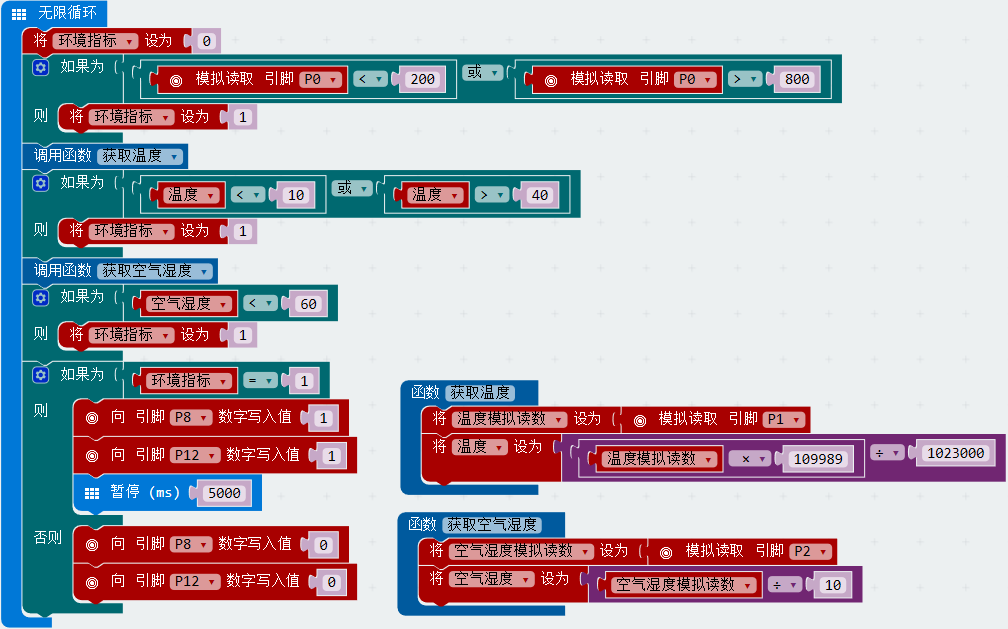 无限循环
将 环境指标 设为 0
如果为 模拟读取 引脚 P0 < 200 或 模拟读取 引脚 P0 > 800
则 将 环境指标 设为 1
调用函数 获取温度
如果为 温度 < 10 或 温度 > 40
则 将 环境指标 设为 1
调用函数 获取空气湿度
如果为 空气湿度 < 60
则 将 环境指标 设为 1
如果为 环境指标 = 1
则 向 引脚 P8 数字写入值 1
向 引脚 P12 数字写入值 1
暂停 (ms) 5000
否则 向 引脚 P8 数字写入值 0
向 引脚 P12 数字写入值 0
函数 获取温度
将 温度模拟读数 设为 模拟读取 引脚 P1
将 温度 设为 温度模拟读数 × 109989 ÷ 1023000
函数 获取空气湿度
将 空气湿度模拟读数 设为 模拟读取 引脚 P2
将 空气湿度 设为 空气湿度模拟读数 ÷ 10